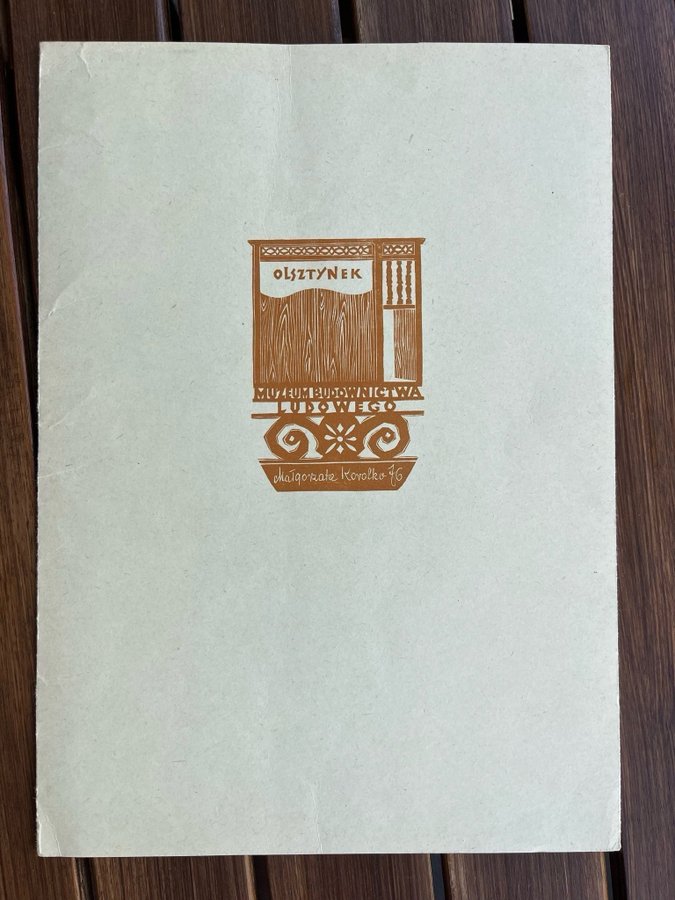 OLSZTYNEK
MUZEUM BUDOWNICTWA
LUDOWEGO
Małgorzata Korolko 76